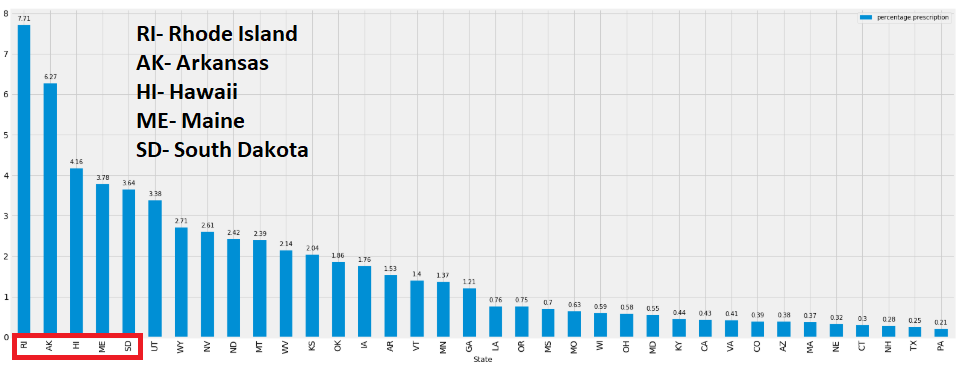 percentage.prescription
RI- Rhode Island
AK- Arkansas
HI- Hawaii
ME- Maine
SD- South Dakota
8
7
6
5
4
3
2
1
0
7.71
6.27
4.16
3.78
3.64
3.38
2.71
2.61
2.42
2.39
2.14
2.04
1.86
1.76
1.53
1.4
1.37
1.21
0.76
0.75
0.7
0.63
0.59
0.58
0.55
0.44
0.43
0.41
0.39
0.38
0.37
0.32
0.3
0.28
0.25
0.21
RI
AK
HI
ME
SD
UT
WY
NV
ND
MT
WV
KS
OK
IA
AR
VT
MN
GA
LA
OR
MS
MO
WI
OH
MD
KY
CA
VA
CO
AZ
MA
NE
CT
NH
TX
PA
State